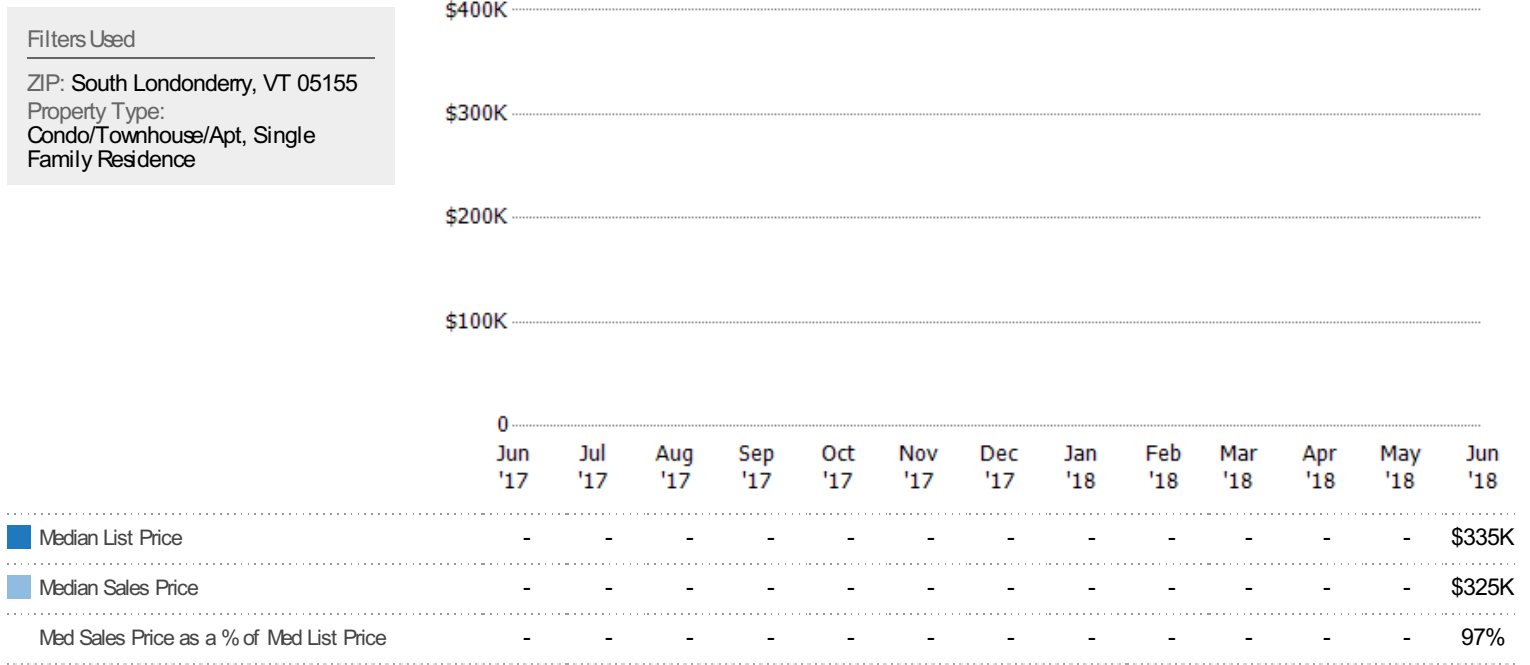 Filters Used
ZIP: South Londonderry, VT 05155
Property Type:
Condo/Townhouse/Apt, Single
Family Residence
$400K
$300K
$200K
$100K
0
Jun Jul Aug Sep Oct Nov Dec Jan Feb Mar Apr May Jun
'17 '17 '17 '17 '17 '17 '17 '18 '18 '18 '18 '18 '18
Median List Price - - - - - - - - - - - - $335K
Median Sales Price - - - - - - - - - - - - $325K
Med Sales Price as a % of Med List Price - - - - - - - - - - - - 97%